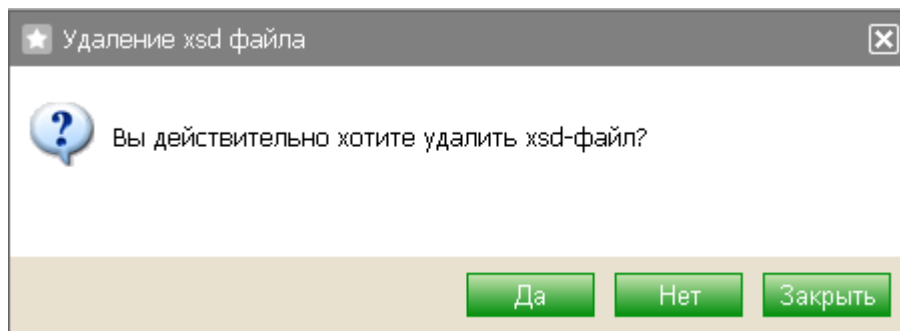 Удаление xsd файла
Вы действительно хотите удалить xsd-файл?
Да Нет Закрыть